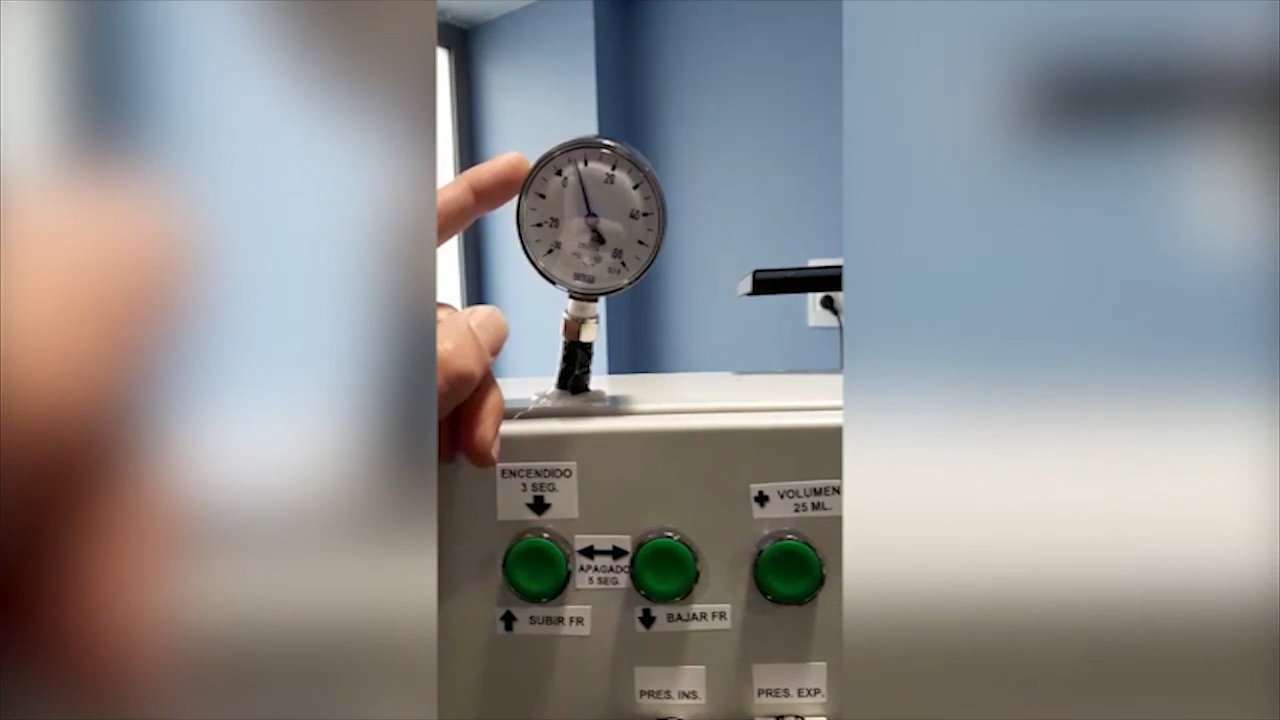 0
20
-20
40
60
ENCENDIDO
3 SEG.
VOLUMEN
25 ML.
APAGADO
5 SEG.
SUBIR FR
BAJAR FR
PRES. INS.
PRES. EXP.